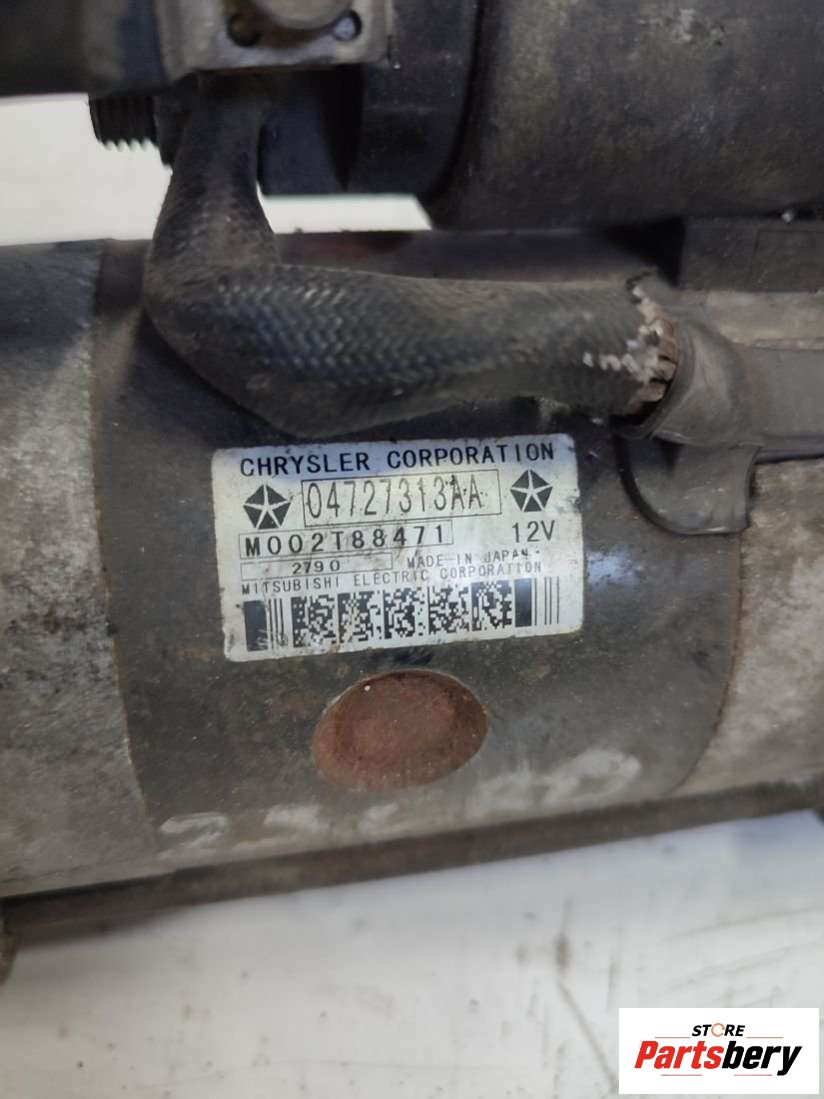 CHRYSLER CORPORATION
04727313AA
M002T88471 12V
2790 MADE IN JAPAN
MITSUBISHI ELECTRIC CORPORATION
STORE
Partsbery